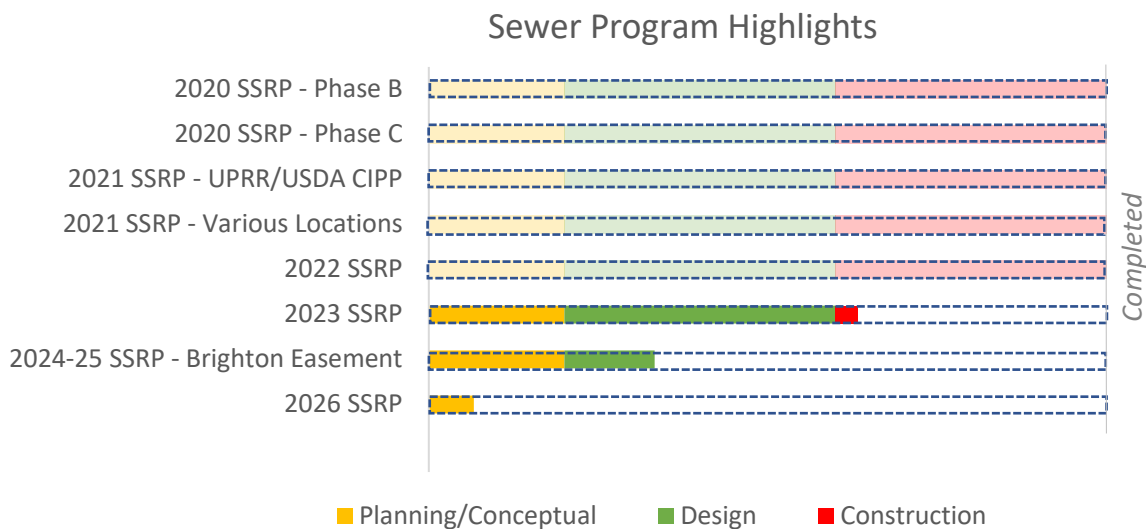 Sewer Program Highlights
2020 SSRP - Phase B
2020 SSRP - Phase C
2021 SSRP - UPRR/USDA CIPP
2021 SSRP - Various Locations
2022 SSRP
2023 SSRP
2024-25 SSRP - Brighton Easement
2026 SSRP
Completed
Planning/Conceptual Design Construction